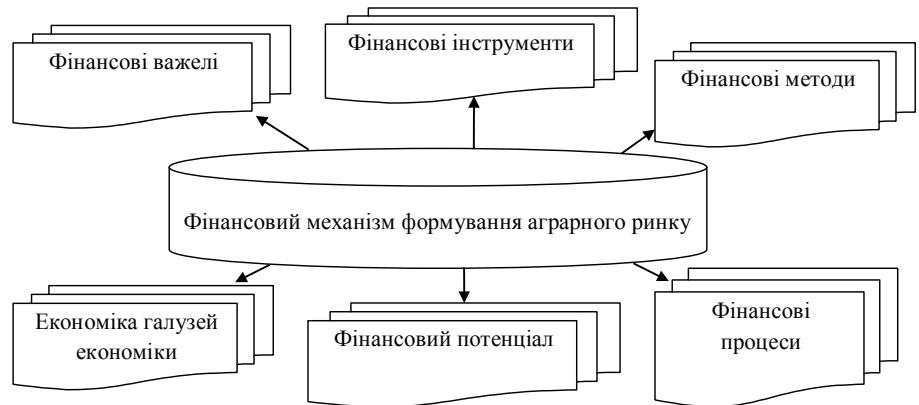 Фінансові важелі
Фінансові інструменти
Фінансові методи
Фінансовий механізм формування аграрного ринку
Економіка галузей
економіки
Фінансовий потенціал
Фінансові
процеси